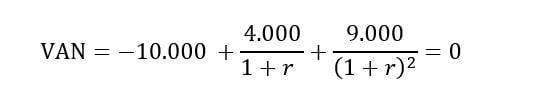 VAN = −10.000 + 4.000/(1 + r) + 9.000/(1 + r)² = 0